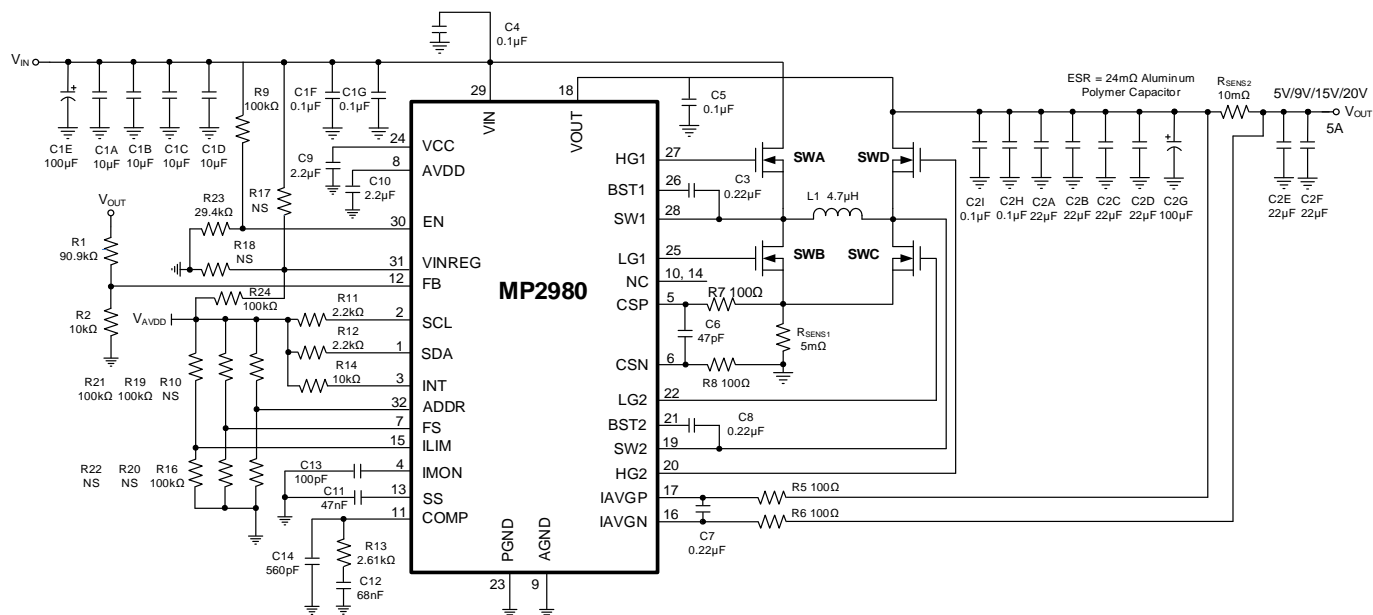 C4
0.1µF
VIN
C1E
100µF
C1A
10µF
C1B
10µF
C1C
10µF
C1D
10µF
R9
100kΩ
C1F
0.1µF
C1G
0.1µF
29
VIN
18
VOUT
C5
0.1µF
ESR = 24mΩ Aluminum
Polymer Capacitor
RSENS2
10mΩ
5V/9V/15V/20V
VOUT
5A
C9
2.2µF
C10
2.2µF
24
VCC
8
AVDD
R17
NS
R23
29.4kΩ
30
EN
R18
NS
31
VINREG
VOUT
R1
90.9kΩ
R2
10kΩ
12
FB
R24
100kΩ
VAVDD
R11
2.2kΩ
2
SCL
R12
2.2kΩ
1
SDA
R14
10kΩ
3
INT
R21
100kΩ
R19
100kΩ
R10
NS
32
ADDR
7
FS
15
ILIM
R22
NS
R20
NS
R16
100kΩ
C13
100pF
4
IMON
C11
47nF
13
SS
11
COMP
C14
560pF
R13
2.61kΩ
C12
68nF
MP2980
PGND
23
AGND
9
HG1
27
SWA
SWD
BST1
26
C3
0.22µF
SW1
28
L1 4.7µH
LG1
25
SWB
SWC
NC
10, 14
CSP
5
R7 100Ω
C6
47pF
RSENS1
5mΩ
CSN
6
R8 100Ω
LG2
22
BST2
21
C8
0.22µF
SW2
19
HG2
20
IAVGP
17
R5 100Ω
IAVGN
16
R6 100Ω
C7
0.22µF
C2I
0.1µF
C2H
0.1µF
C2A
22µF
C2B
22µF
C2C
22µF
C2D
22µF
C2G
100µF
C2E
22µF
C2F
22µF